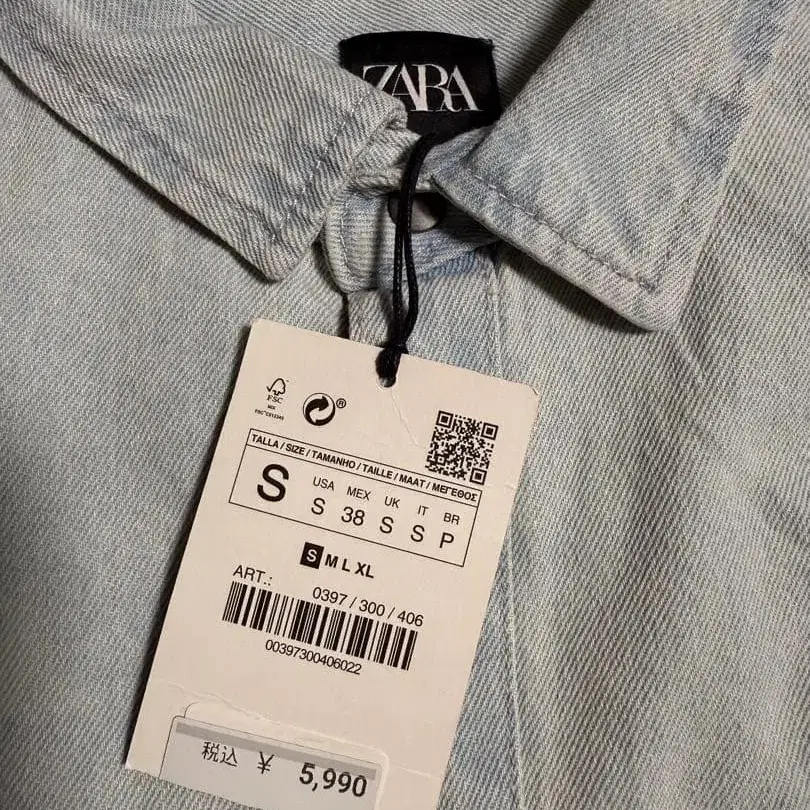 ZARA
FSC
MIX
TALLA / SIZE / TAMANHO / TAILLE / MAAT / ΜΕΓΕΘΟΣ
S
USA MEX UK IT BR
S 38 S S P
S M L XL
ART.:
0397 / 300 / 406
00397300406022
税込 ¥ 5,990